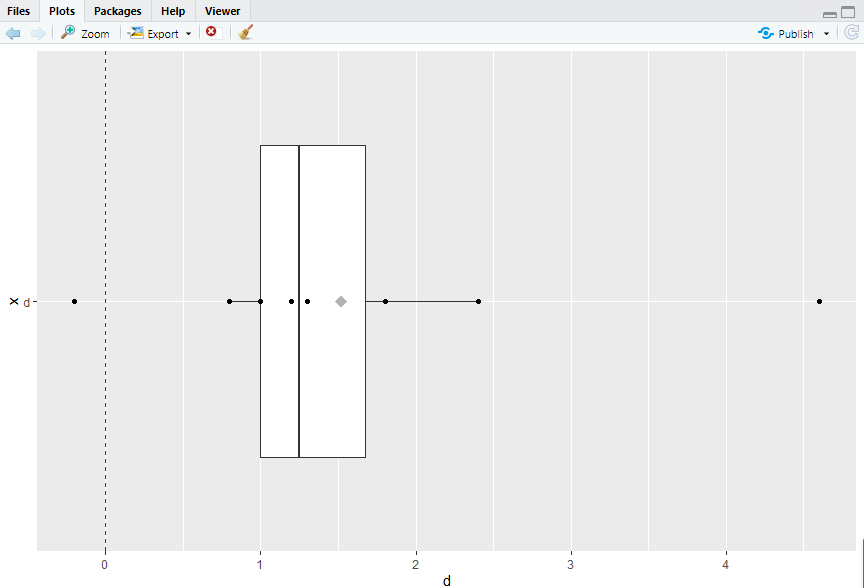 Files Plots Packages Help Viewer
Zoom Export Publish
x d
0 1 2 3 4
d